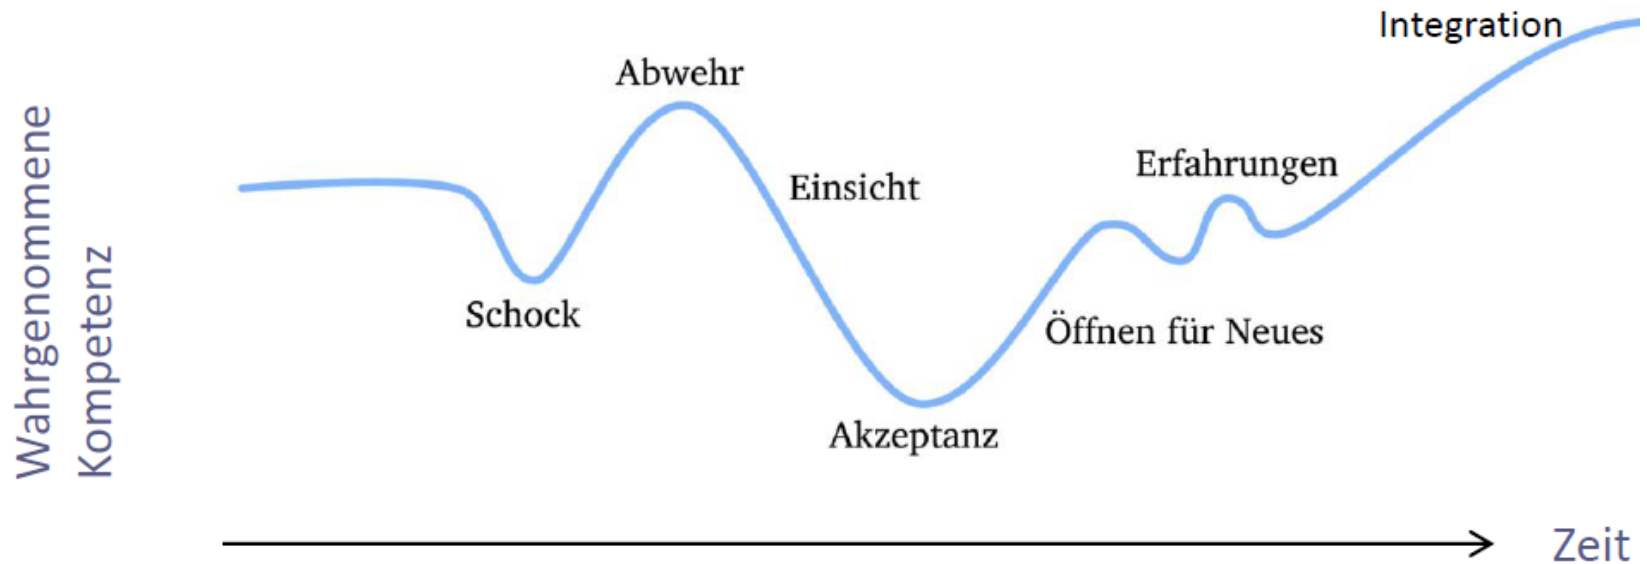 Wahrgenommene
Kompetenz
Schock
Abwehr
Einsicht
Akzeptanz
Öffnen für Neues
Erfahrungen
Integration
Zeit